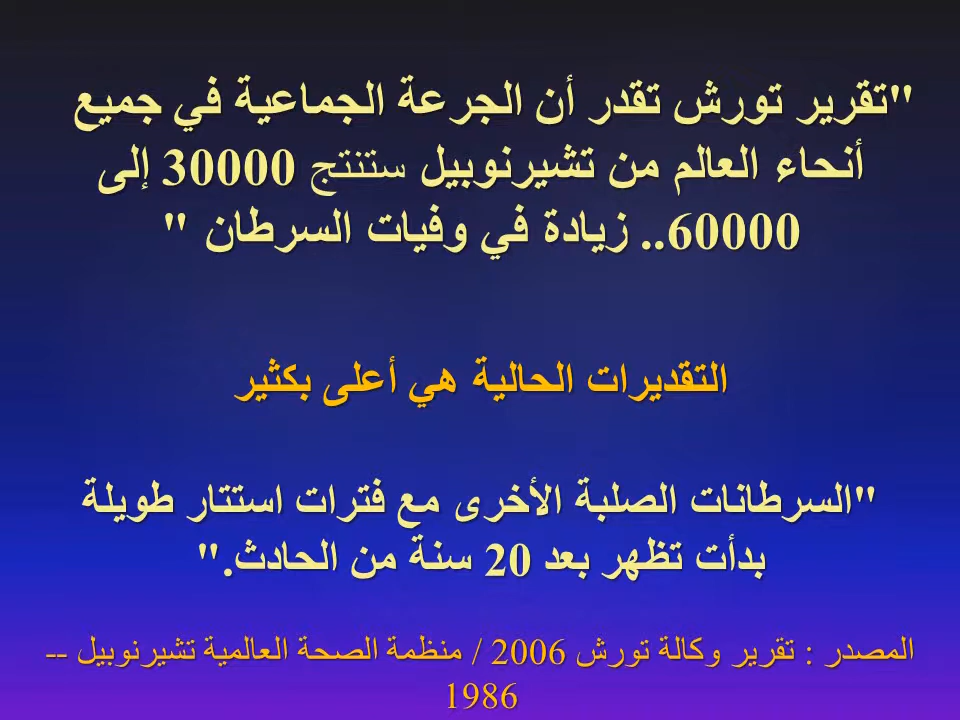 "تقرير تورش تقدر أن الجرعة الجماعية في جميع
أنحاء العالم من تشيرنوبيل ستنتج 30000 إلى
60000.. زيادة في وفيات السرطان "
التقديرات الحالية هي أعلى بكثير
"السرطانات الصلبة الأخرى مع فترات استتار طويلة
بدأت تظهر بعد 20 سنة من الحادث."
المصدر : تقرير وكالة تورش 2006 / منظمة الصحة العالمية تشيرنوبيل --
1986